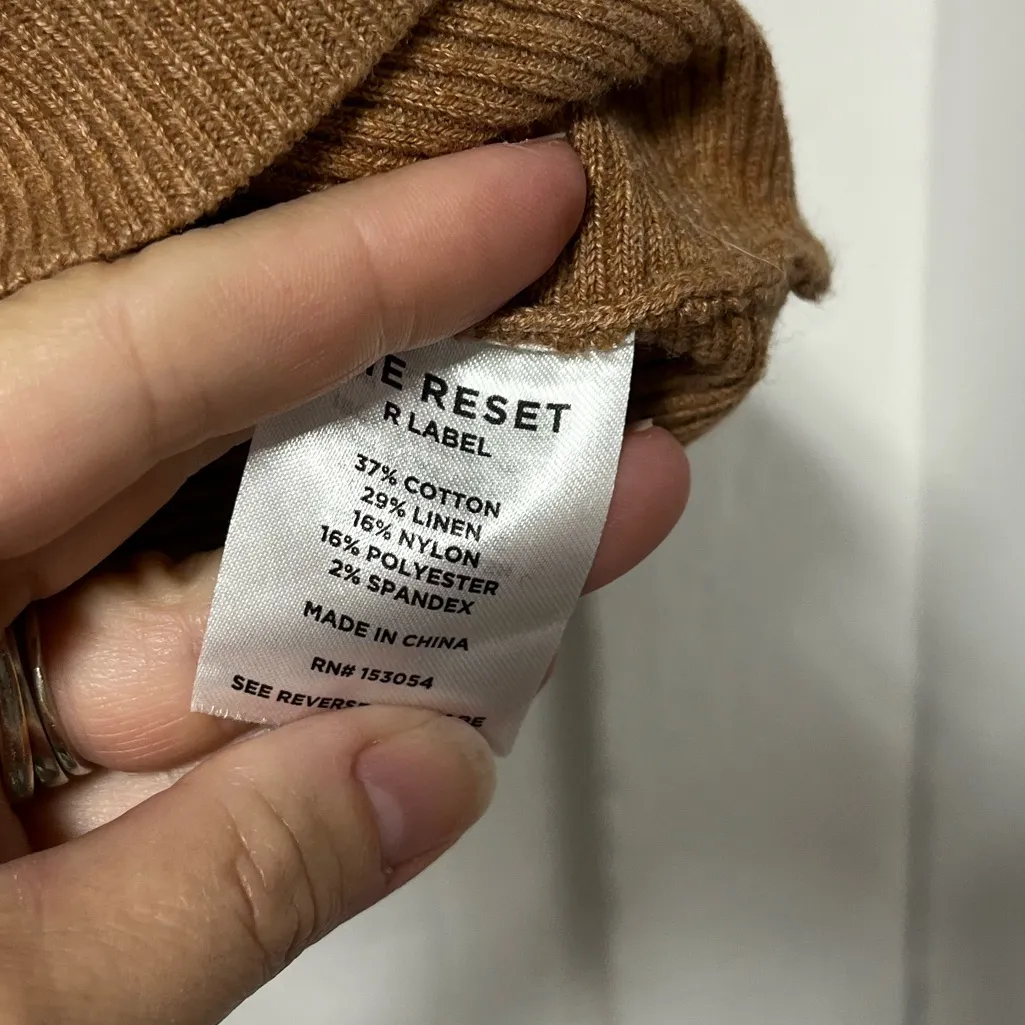 RESET
R LABEL
37% COTTON
29% LINEN
16% NYLON
16% POLYESTER
2% SPANDEX
MADE IN CHINA
RN# 153054
SEE REVERSE